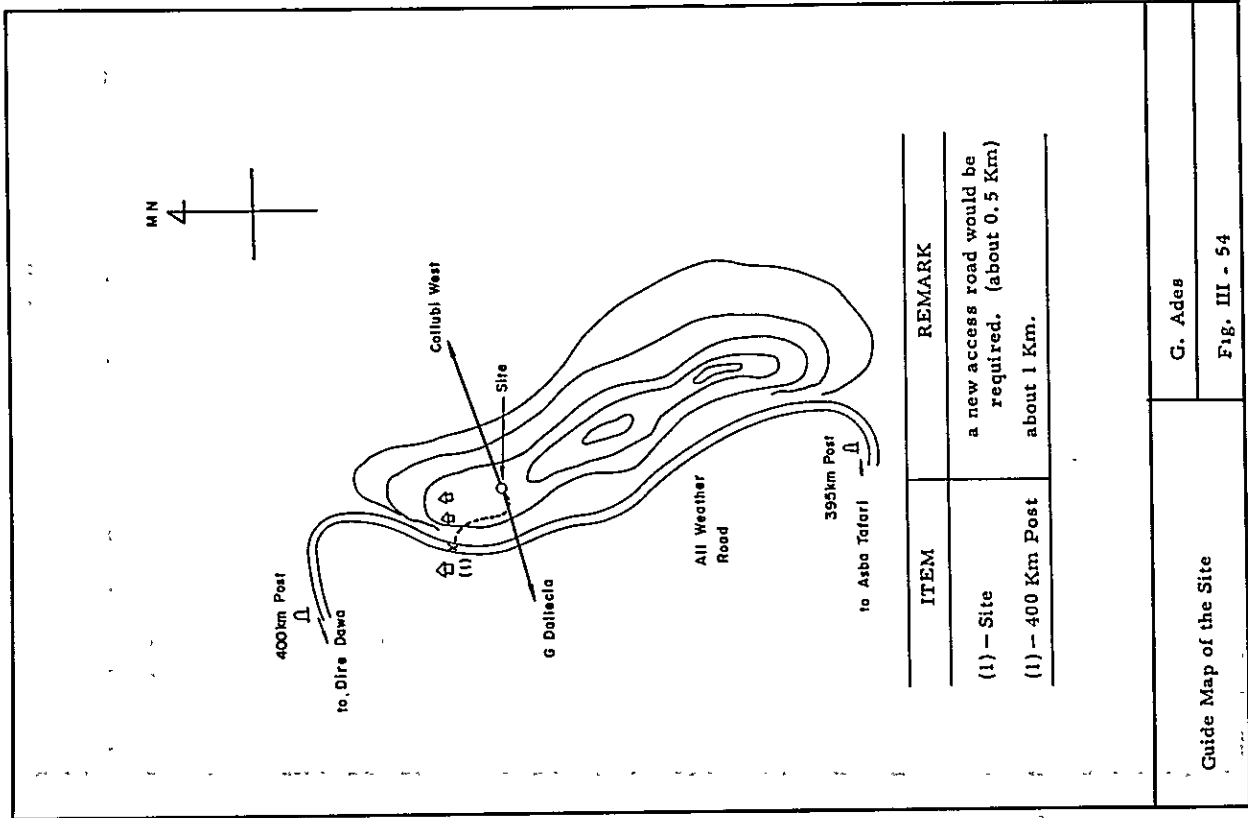 MN
400km Post
to Dire Dawa
Collubi West
Site
(1)
G Dallecla
All Weather
Road
395km Post
to Asba Tafari
ITEM REMARK
(1) – Site a new access road would be
required. (about 0.5 Km)
(1) – 400 Km Post about 1 Km.
Guide Map of the Site
G. Ades
Fig. III - 54